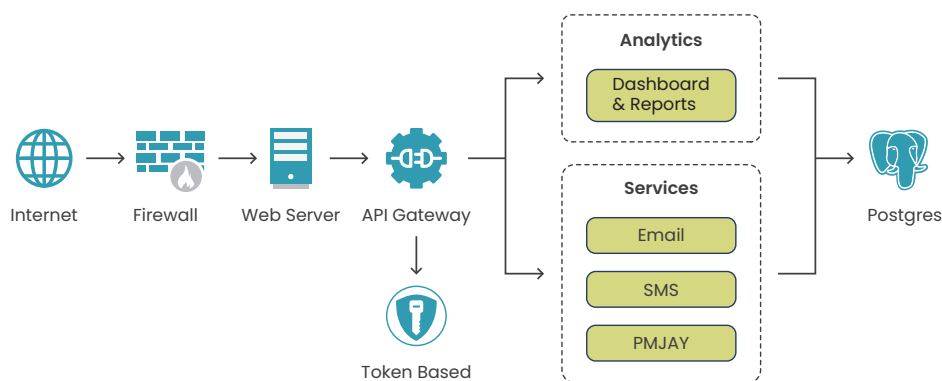 Analytics
Dashboard
& Reports
Internet
Firewall
Web Server
API Gateway
Services
Email
SMS
PMJAY
Postgres
Token Based